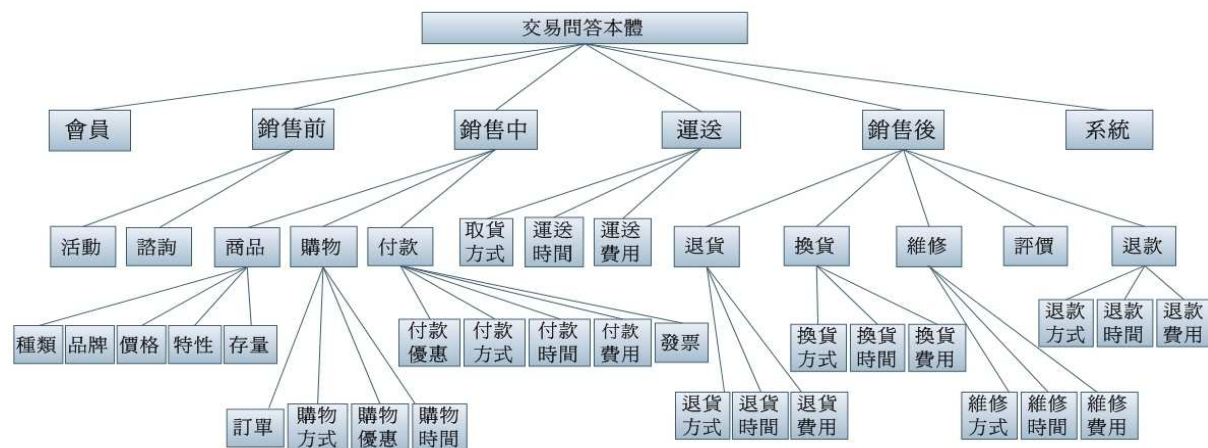 交易問答本體
會員
銷售前
銷售中
運送
銷售後
系統
活動
諮詢
商品
購物
付款
取貨
方式
運送
時間
運送
費用
退貨
換貨
維修
評價
退款
種類
品牌
價格
特性
存量
付款
優惠
付款
方式
付款
時間
付款
費用
發票
換貨
方式
換貨
時間
換貨
費用
退款
方式
退款
時間
退款
費用
訂單
購物
方式
購物
優惠
購物
時間
退貨
方式
退貨
時間
退貨
費用
維修
方式
維修
時間
維修
費用